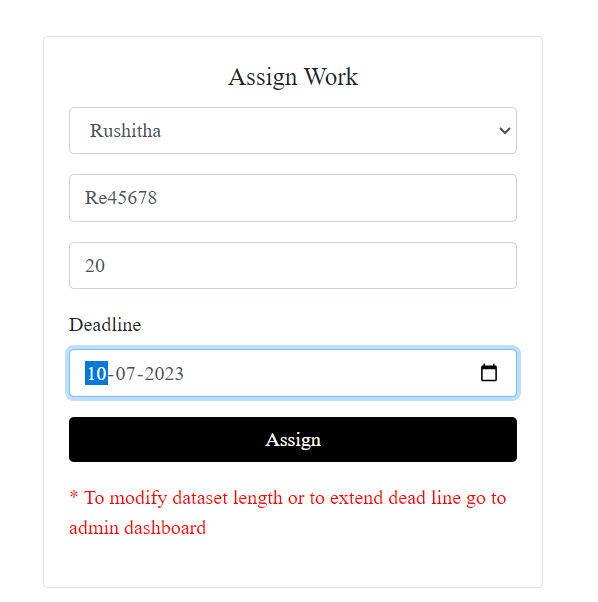 Assign Work
Rushitha
Re45678
20
Deadline
10-07-2023
Assign
* To modify dataset length or to extend dead line go to
admin dashboard